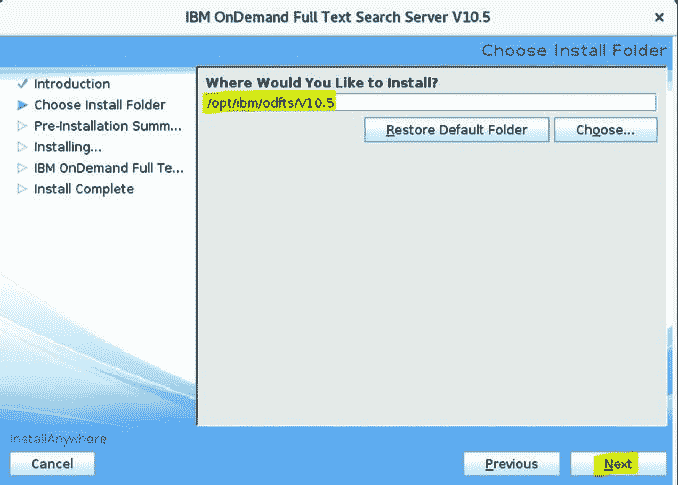 IBM OnDemand Full Text Search Server V10.5
Choose Install Folder
Introduction
Choose Install Folder
Pre-Installation Summ...
Installing...
IBM OnDemand Full Te...
Install Complete
Where Would You Like to Install?
/opt/ibm/odfts/V10.5
Restore Default Folder
Choose...
InstallAnywhere
Cancel
Previous
Next